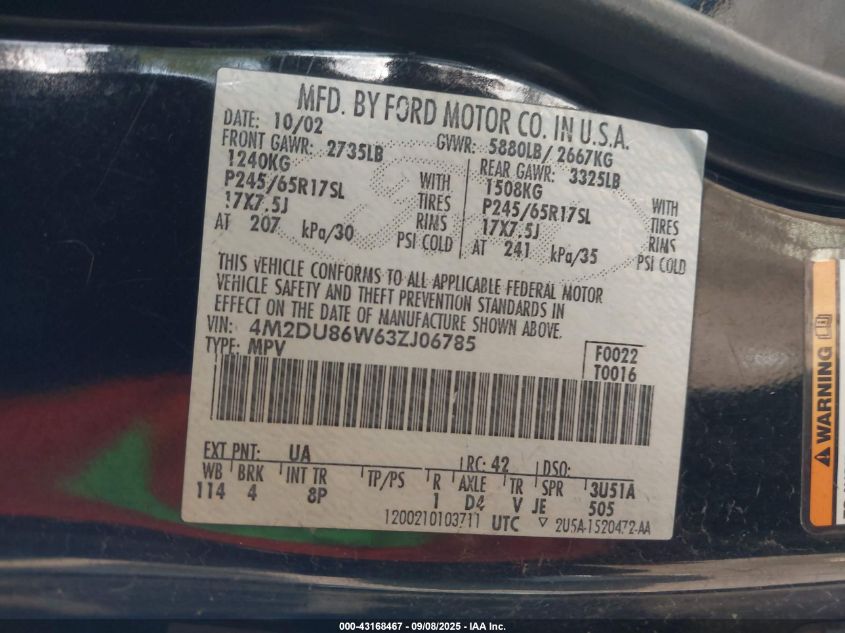 MFD. BY FORD MOTOR CO. IN U.S.A.
DATE: 10/02 GVWR: 5880LB/ 2667KG
FRONT GAWR: 2735LB REAR GAWR: 3325LB
1240KG WITH 1508KG WITH
P245/65R17SL TIRES P245/65R17SL TIRES
17X7.5J RIMS 17X7.5J RIMS
AT 207 kPa/30 PSI COLD AT 241 kPa/35 PSI COLD
THIS VEHICLE CONFORMS TO ALL APPLICABLE FEDERAL MOTOR
VEHICLE SAFETY AND THEFT PREVENTION STANDARDS IN
EFFECT ON THE DATE OF MANUFACTURE SHOWN ABOVE.
VIN: 4M2DU86W63ZJ06785
TYPE: MPV
F0022
T0016
EXT PNT: UA RC: 42 DSO:
WB BRK INT TR TP/PS R AXLE TR SPR 3U51A
114 4 8P 1 D4 V JE 505
1200210103711 UTC ▽ 2U5A-1520472-AA
WARNING
000-43168467 - 09/08/2025 - IAA Inc.